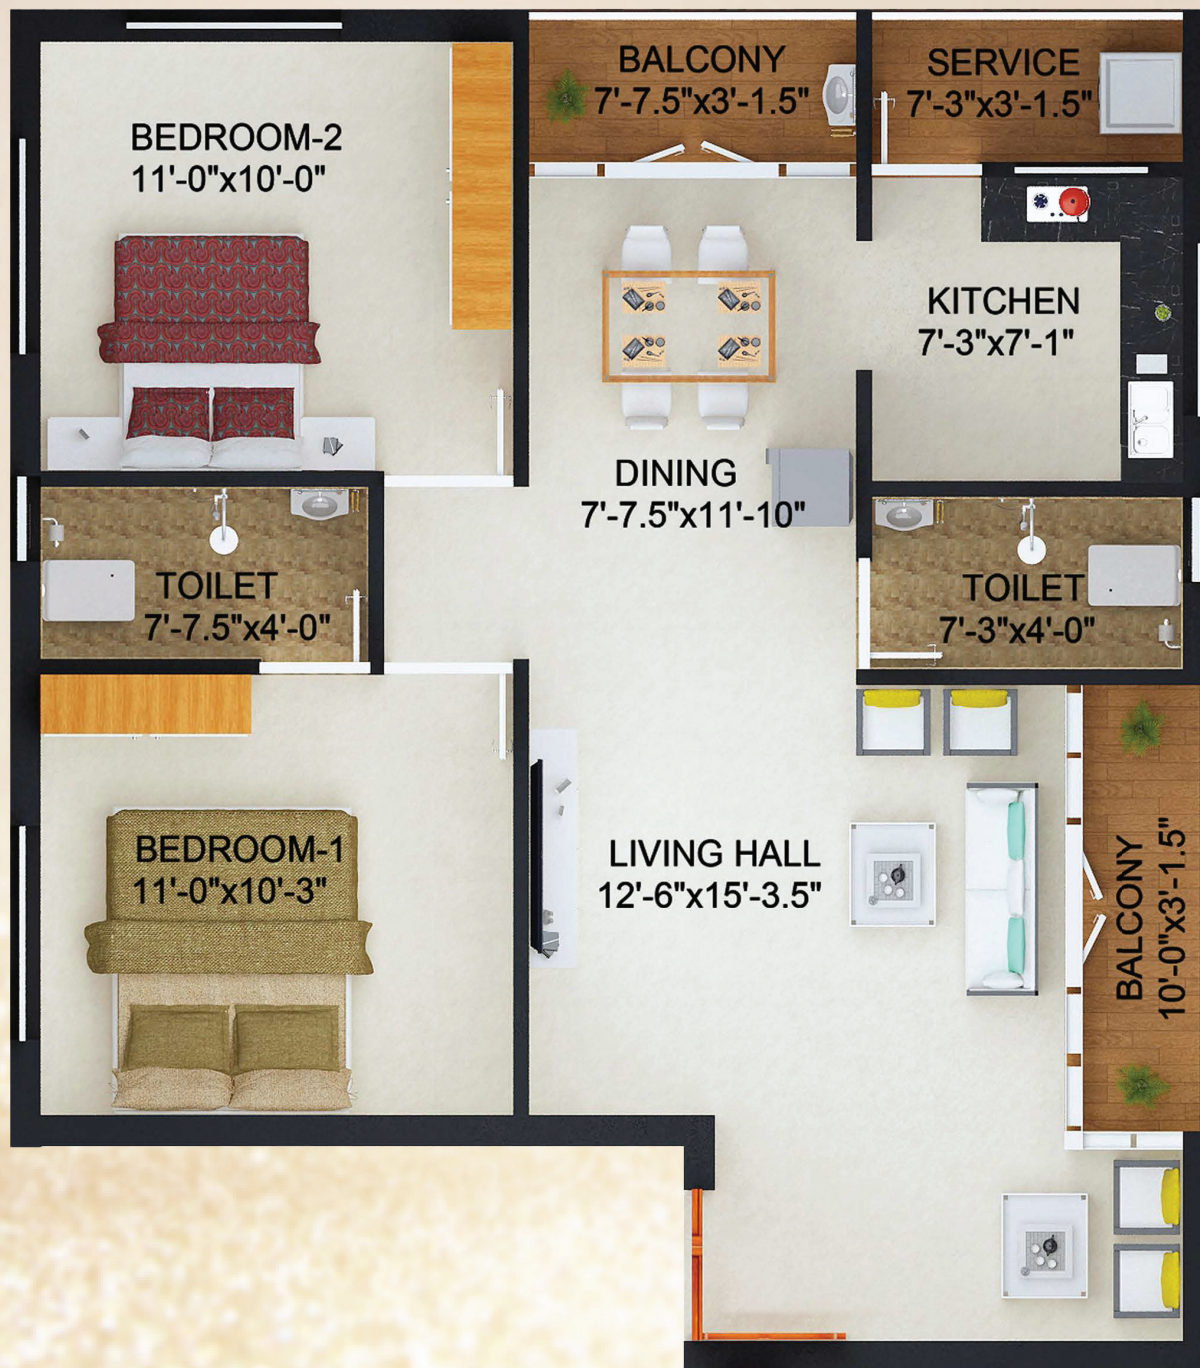 BALCONY
7'-7.5"x3'-1.5"
SERVICE
7'-3"x3'-1.5"
BEDROOM-2
11'-0"x10'-0"
KITCHEN
7'-3"x7'-1"
DINING
7'-7.5"x11'-10"
TOILET
7'-7.5"x4'-0"
TOILET
7'-3"x4'-0"
BEDROOM-1
11'-0"x10'-3"
LIVING HALL
12'-6"x15'-3.5"
BALCONY
10'-0"x3'-1.5"